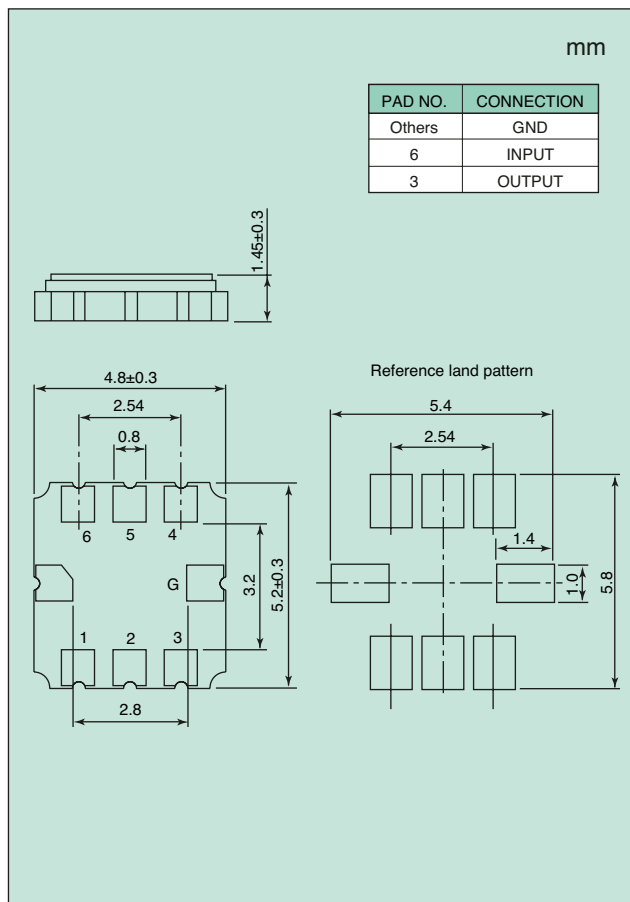 mm
PAD NO. CONNECTION
Others GND
6 INPUT
3 OUTPUT
1.45±0.3
4.8±0.3
2.54
0.8
6 5 4
G
1 2 3
2.8
3.2
5.2±0.3
Reference land pattern
5.4
2.54
1.4
1.0
5.8